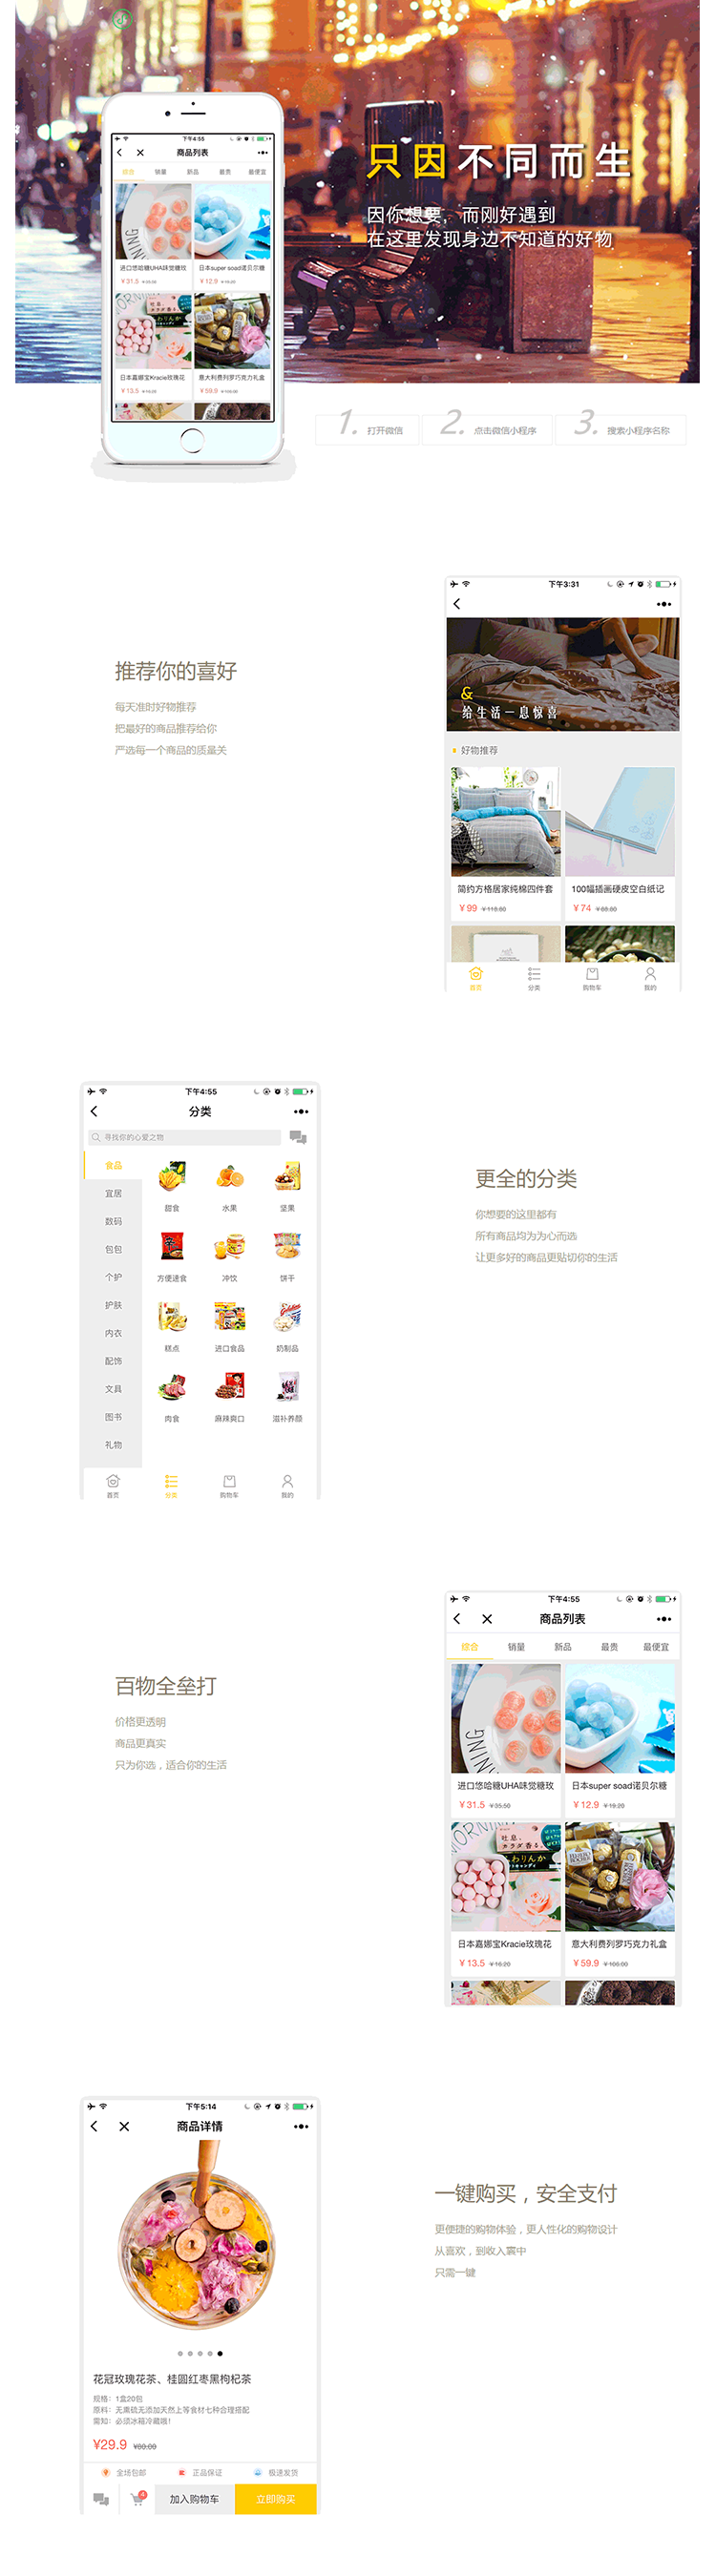 下午4:55
商品列表
综合 销量 新品 最贵 最便宜
进口悠哈糖UHA味觉糖玫 日本super soad诺贝尔糖
¥31.5 ¥35.50 ¥12.9 ¥19.20
日本嘉娜宝Kracie玫瑰花 意大利费列罗巧克力礼盒
¥13.5 ¥16.20 ¥59.9 ¥100.00
只因不同而生
因你想要，而刚好遇到
在这里发现身边不知道的好物
1. 打开微信 2. 点击微信小程序 3. 搜索小程序名称
推荐你的喜好
每天准时好物推荐
把最好的商品推荐给你
严选每一个商品的质量关
下午3:31
&
给生活一息惊喜
好物推荐
简约方格居家纯棉四件套 100幅插画硬皮空白纸记
¥99 ¥74
首页 分类 购物车 我的
下午4:55
分类
寻找你的心爱之物
食品
宜居
数码
包包
个护
护肤
内衣
配饰
文具
图书
礼物
甜食 水果 坚果
方便速食 冲饮 饼干
糕点 进口食品 奶制品
肉食 麻辣爽口 滋补养颜
首页 分类 购物车 我的
更全的分类
你想要的这里都有
所有商品均为为心而选
让更多好的商品更贴切你的生活
百物全垒打
价格更透明
商品更真实
只为你选，适合你的生活
下午4:55
商品列表
综合 销量 新品 最贵 最便宜
进口悠哈糖UHA味觉糖玫 日本super soad诺贝尔糖
¥31.5 ¥35.50 ¥12.9 ¥19.20
日本嘉娜宝Kracie玫瑰花 意大利费列罗巧克力礼盒
¥13.5 ¥16.20 ¥59.9 ¥100.00
下午5:14
商品详情
花冠玫瑰花茶、桂圆红枣黑枸杞茶
规格：1盒20包
原料：无熏硫无添加天然上等食材七种合理搭配
需知：必须冰箱冷藏哦！
¥29.9 ¥60.00
全场包邮 正品保证 极速发货
4
加入购物车 立即购买
一键购买，安全支付
更便捷的购物体验，更人性化的购物设计
从喜欢，到收入囊中
只需一键